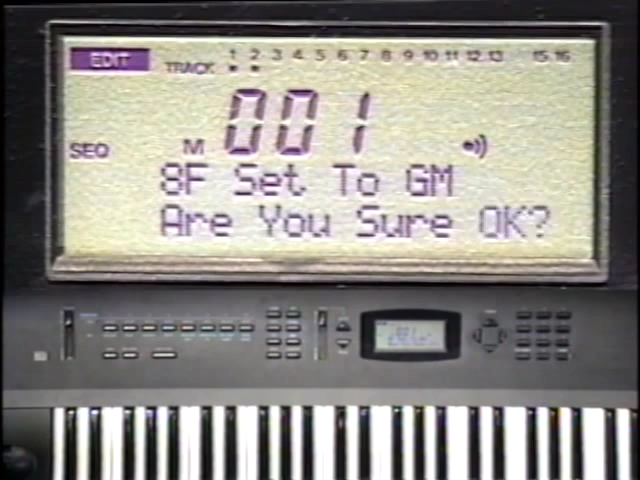 EDIT
TRACK 1 2 3 4 5 6 7 8 9 10 11 12 13 15 16
SEQ M 001
8F Set To GM
Are You Sure OK?